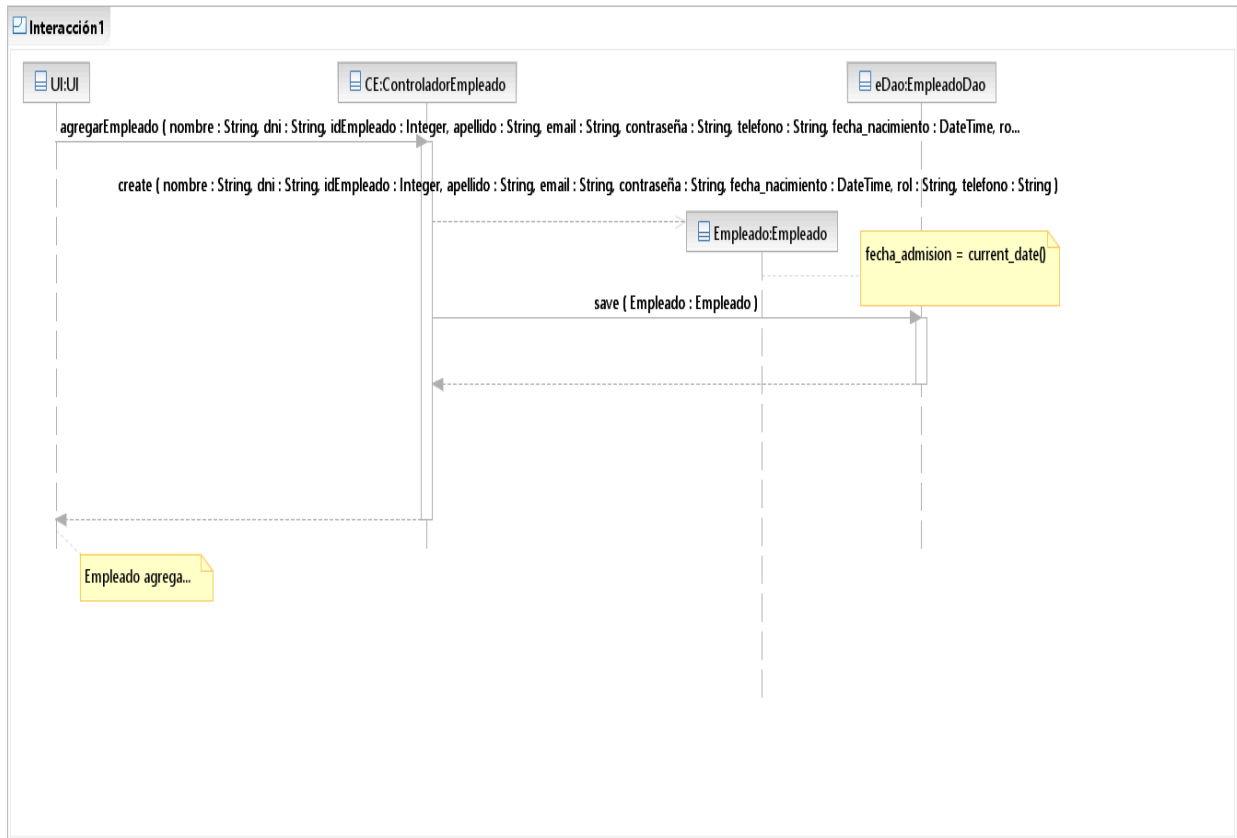 Interacción1
UI:UI
CE:ControladorEmpleado
eDao:EmpleadoDao
agregarEmpleado ( nombre : String, dni : String, idEmpleado : Integer, apellido : String, email : String, contraseña : String, telefono : String, fecha_nacimiento : DateTime, ro...
create ( nombre : String, dni : String, idEmpleado : Integer, apellido : String, email : String, contraseña : String, fecha_nacimiento : DateTime, rol : String, telefono : String )
Empleado:Empleado
fecha_admision = current_date()
save ( Empleado : Empleado )
Empleado agrega...